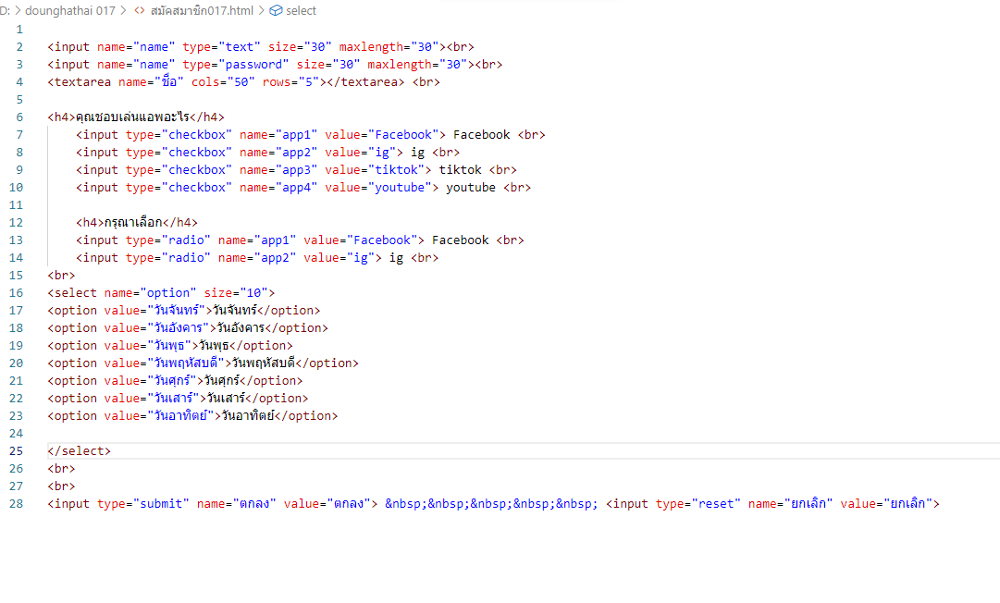 D: > dounghathai 017 > <> สมัคสมาชิก017.html > select
1
2 <input name="name" type="text" size="30" maxlength="30"><br>
3 <input name="name" type="password" size="30" maxlength="30"><br>
4 <textarea name="ชื่อ" cols="50" rows="5"></textarea> <br>
5
6 <h4>คุณชอบเล่นแอพอะไร</h4>
7 <input type="checkbox" name="app1" value="Facebook"> Facebook <br>
8 <input type="checkbox" name="app2" value="ig"> ig <br>
9 <input type="checkbox" name="app3" value="tiktok"> tiktok <br>
10 <input type="checkbox" name="app4" value="youtube"> youtube <br>
11
12 <h4>กรุณาเลือก</h4>
13 <input type="radio" name="app1" value="Facebook"> Facebook <br>
14 <input type="radio" name="app2" value="ig"> ig <br>
15 <br>
16 <select name="option" size="10">
17 <option value="วันจันทร์">วันจันทร์</option>
18 <option value="วันอังคาร">วันอังคาร</option>
19 <option value="วันพุธ">วันพุธ</option>
20 <option value="วันพฤหัสบดี">วันพฤหัสบดี</option>
21 <option value="วันศุกร์">วันศุกร์</option>
22 <option value="วันเสาร์">วันเสาร์</option>
23 <option value="วันอาทิตย์">วันอาทิตย์</option>
24
25 </select>
26 <br>
27 <br>
28 <input type="submit" name="ตกลง" value="ตกลง"> &nbsp;&nbsp;&nbsp;&nbsp;&nbsp; <input type="reset" name="ยกเลิก" value="ยกเลิก">